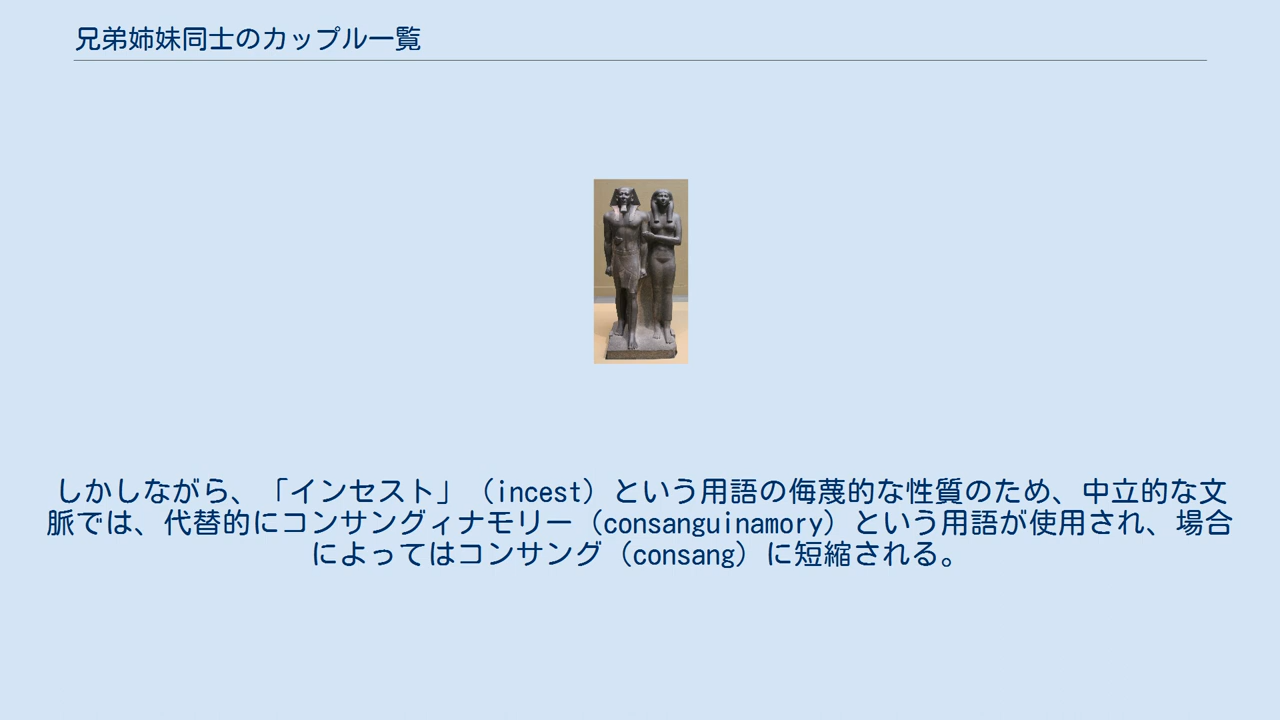 兄弟姉妹同士のカップル一覧
しかしながら、「インセスト」（incest）という用語の侮蔑的な性質のため、中立的な文
脈では、代替的にコンサングィナモリー（consanguinamory）という用語が使用され、場合
によってはコンサング（consang）に短縮される。